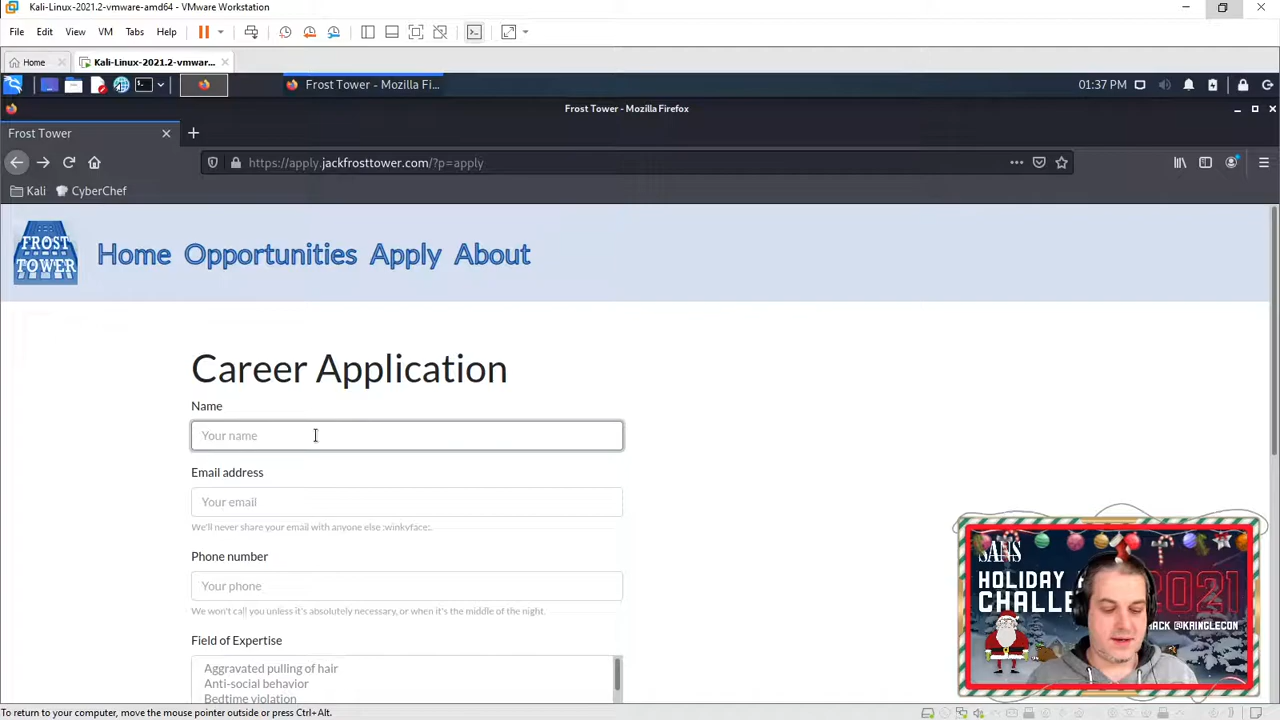 Kali-Linux-2021.2-vmware-amd64 - VMware Workstation
File Edit View VM Tabs Help
Home Kali-Linux-2021.2-vmwar...
Frost Tower - Mozilla Fi... 01:37 PM
Frost Tower - Mozilla Firefox
Frost Tower
https://apply.jackfrosttower.com/?p=apply
Kali CyberChef
FROST TOWER
Home Opportunities Apply About
Career Application
Name
Your name
Email address
Your email
We'll never share your email with anyone else :winkyface:.
Phone number
Your phone
We won't call you unless it's absolutely necessary, or when it's the middle of the night.
Field of Expertise
Aggravated pulling of hair
Anti-social behavior
Bedtime violation
SANS
HOLIDAY
CHALLE 2021
@KRINGLECON
To return to your computer, move the mouse pointer outside or press Ctrl+Alt.